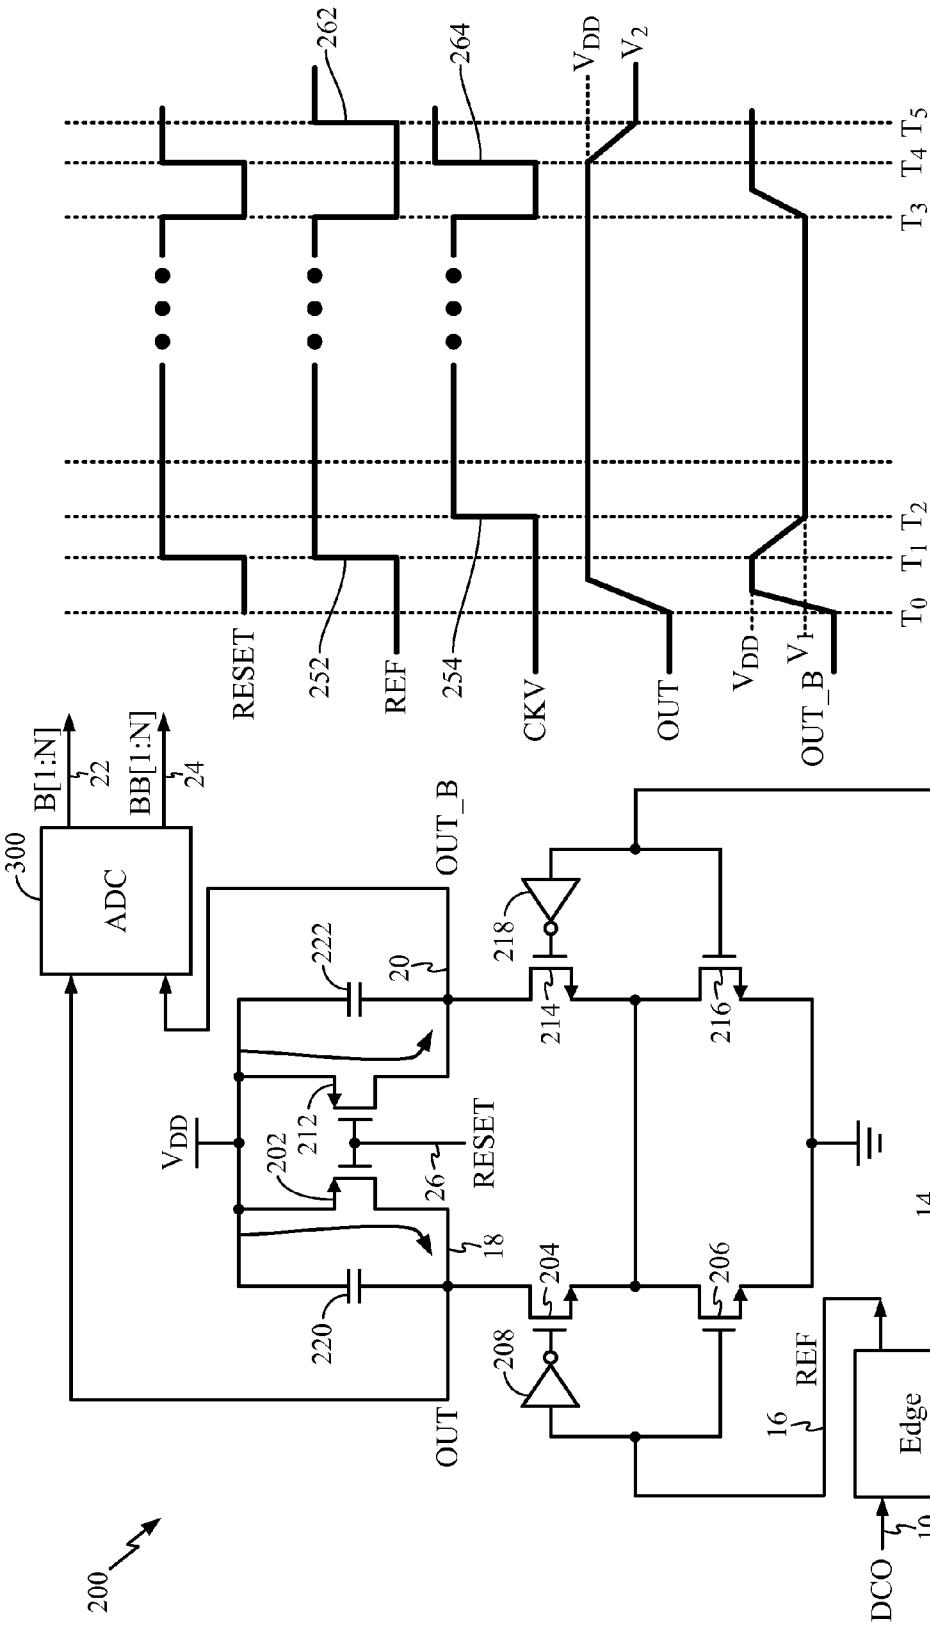 200
300
ADC
B[1:N]
22
BB[1:N]
24
VDD
220
222
202
212
OUT
18
26
RESET
20
OUT_B
208
204
214
218
206
216
16
REF
14
DCO
10
Edge
RESET
252
262
REF
254
264
CKV
OUT
VDD
V2
VDD
V1
OUT_B
T0
T1
T2
T3
T4
T5